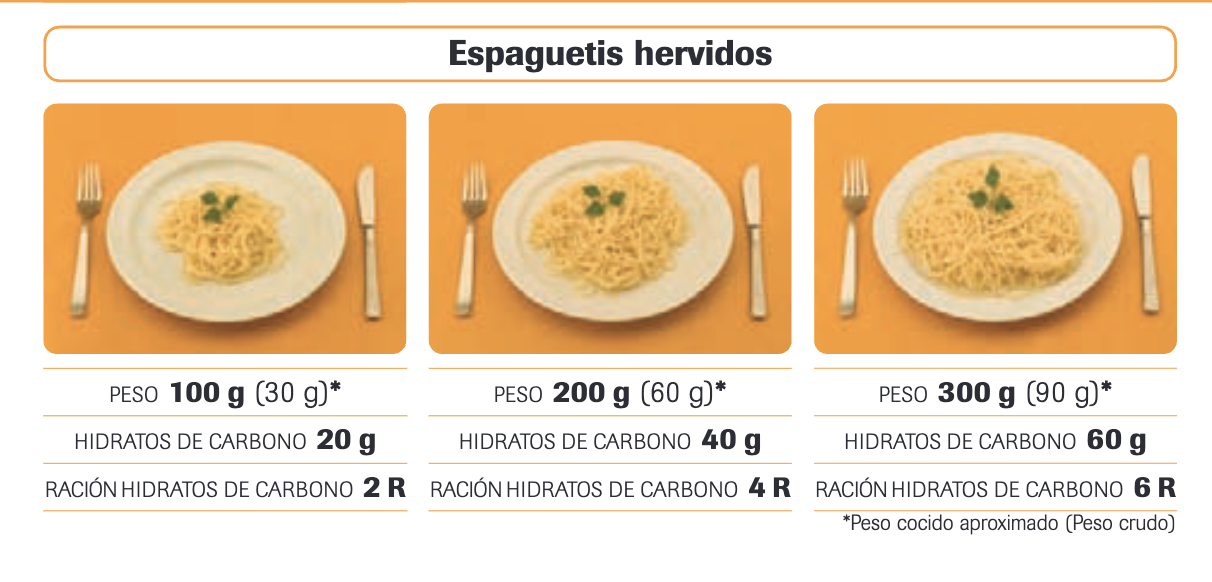 Espaguetis hervidos
PESO 100 g (30 g)*
HIDRATOS DE CARBONO 20 g
RACIÓN HIDRATOS DE CARBONO 2 R
PESO 200 g (60 g)*
HIDRATOS DE CARBONO 40 g
RACIÓN HIDRATOS DE CARBONO 4 R
PESO 300 g (90 g)*
HIDRATOS DE CARBONO 60 g
RACIÓN HIDRATOS DE CARBONO 6 R
*Peso cocido aproximado (Peso crudo)